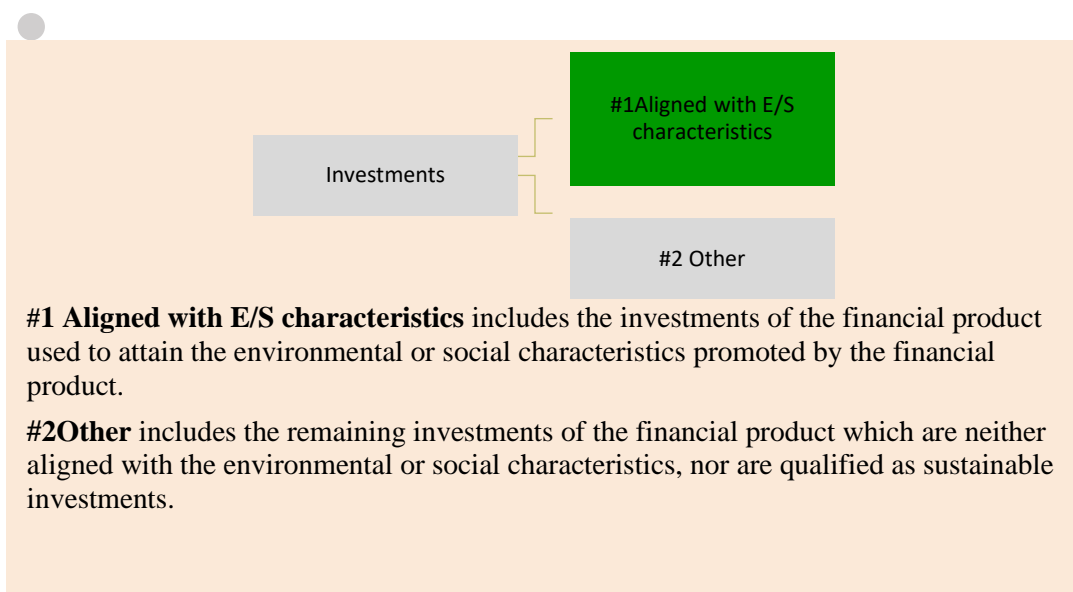 #1Aligned with E/S
characteristics
Investments
#2 Other
#1 Aligned with E/S characteristics includes the investments of the financial product
used to attain the environmental or social characteristics promoted by the financial
product.
#2Other includes the remaining investments of the financial product which are neither
aligned with the environmental or social characteristics, nor are qualified as sustainable
investments.